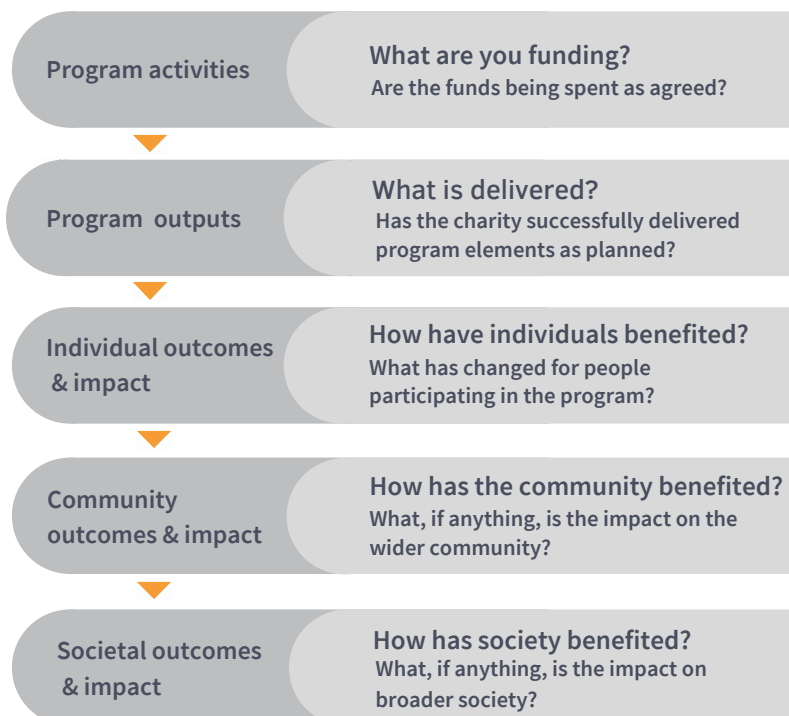 Program activities
What are you funding?
Are the funds being spent as agreed?
Program outputs
What is delivered?
Has the charity successfully delivered
program elements as planned?
Individual outcomes
& impact
How have individuals benefited?
What has changed for people
participating in the program?
Community
outcomes & impact
How has the community benefited?
What, if anything, is the impact on the
wider community?
Societal outcomes
& impact
How has society benefited?
What, if anything, is the impact on
broader society?